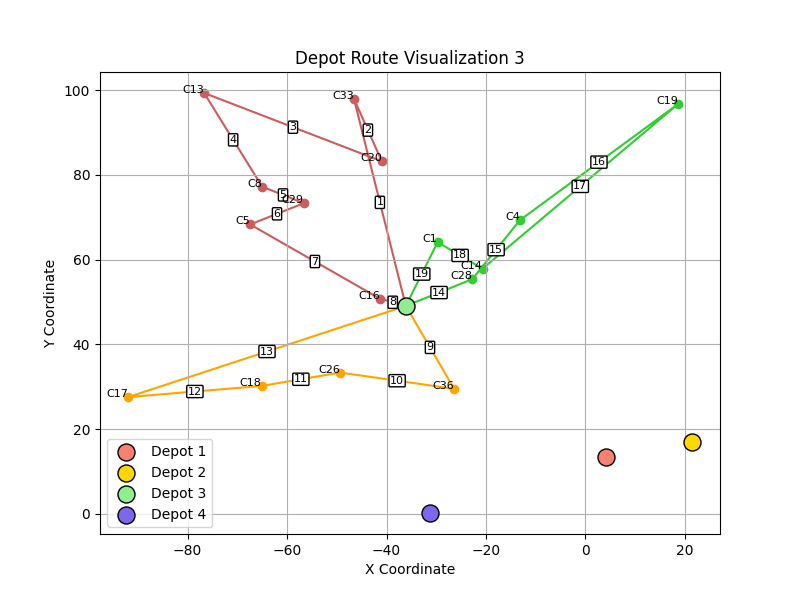 Depot Route Visualization 3
100
80
60
40
20
0
Y Coordinate
C13
C33
C19
3
2
4
C20
16
C8
5
C29
17
1
6
C5
C4
C1
15
7
18
C14
19
C28
C16
8
14
9
13
C26
11
10
C18
C36
12
C17
Depot 1
Depot 2
Depot 3
Depot 4
−80
−60
−40
−20
0
20
X Coordinate